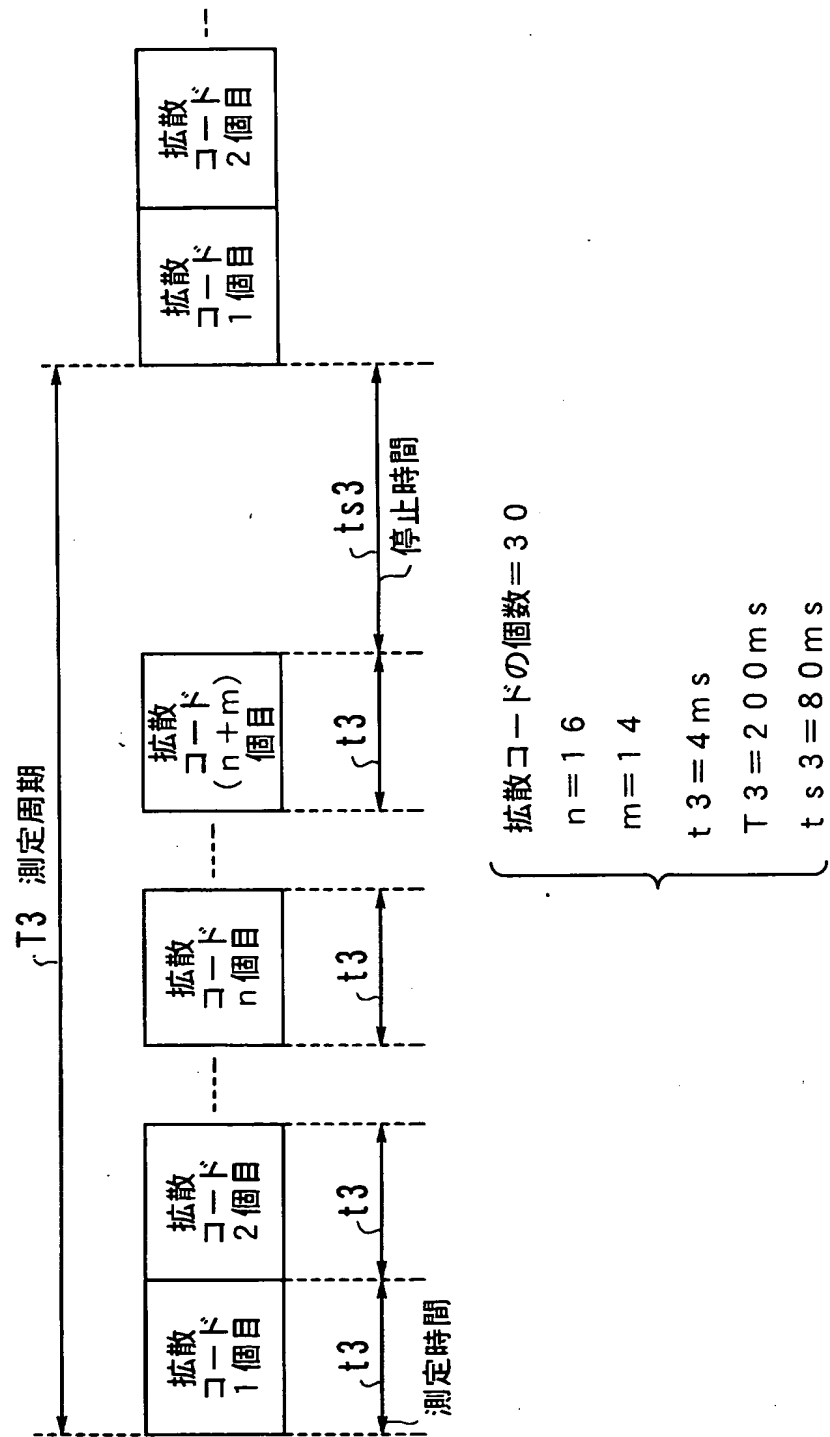 T3 測定周期
拡散
コード
1個目
拡散
コード
2個目
-----
拡散
コード
n個目
-----
拡散
コード
(n+m)
個目
拡散
コード
1個目
拡散
コード
2個目
---
t3
測定時間
t3
t3
t3
ts3
停止時間
拡散コードの個数=30
n=16
m=14
t3=4ms
T3=200ms
ts3=80ms